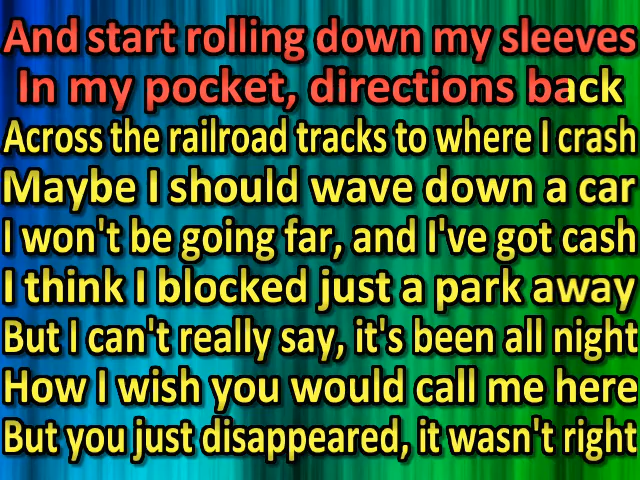 And start rolling down my sleeves
In my pocket, directions back
Across the railroad tracks to where I crash
Maybe I should wave down a car
I won't be going far, and I've got cash
I think I blocked just a park away
But I can't really say, it's been all night
How I wish you would call me here
But you just disappeared, it wasn't right